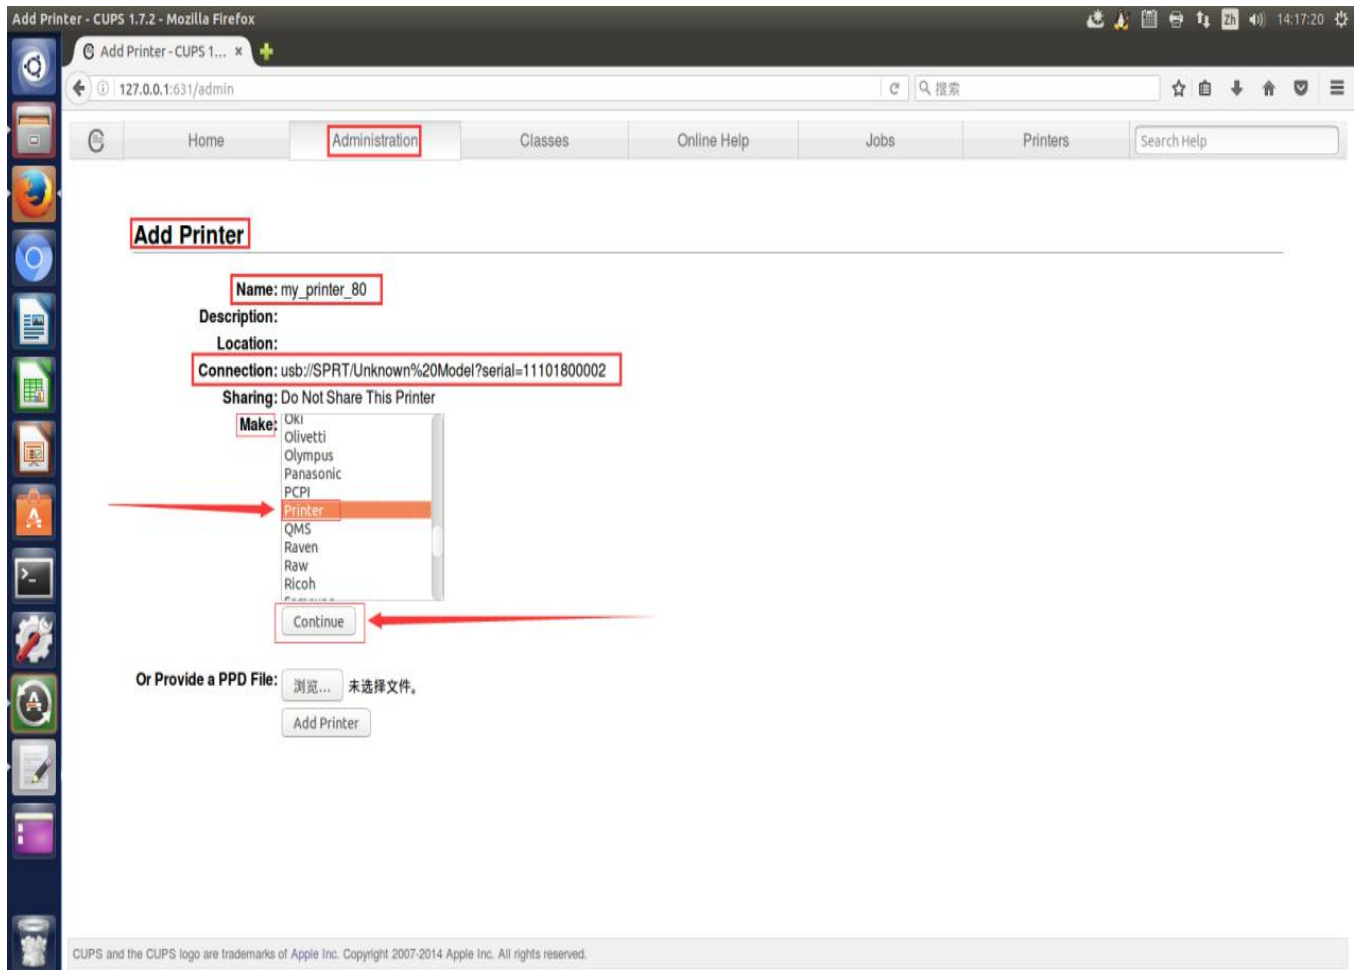 Add Printer - CUPS 1.7.2 - Mozilla Firefox
Zh
14:17:20
Add Printer - CUPS 1... ×
127.0.0.1:631/admin
搜索
Home Administration Classes Online Help Jobs Printers Search Help
Add Printer
Name: my_printer_80
Description:
Location:
Connection: usb://SPRT/Unknown%20Model?serial=11101800002
Sharing: Do Not Share This Printer
Make:
Oki
Olivetti
Olympus
Panasonic
PCPI
Printer
QMS
Raven
Raw
Ricoh
Continue
Or Provide a PPD File: 浏览... 未选择文件。
Add Printer
CUPS and the CUPS logo are trademarks of Apple Inc. Copyright 2007-2014 Apple Inc. All rights reserved.